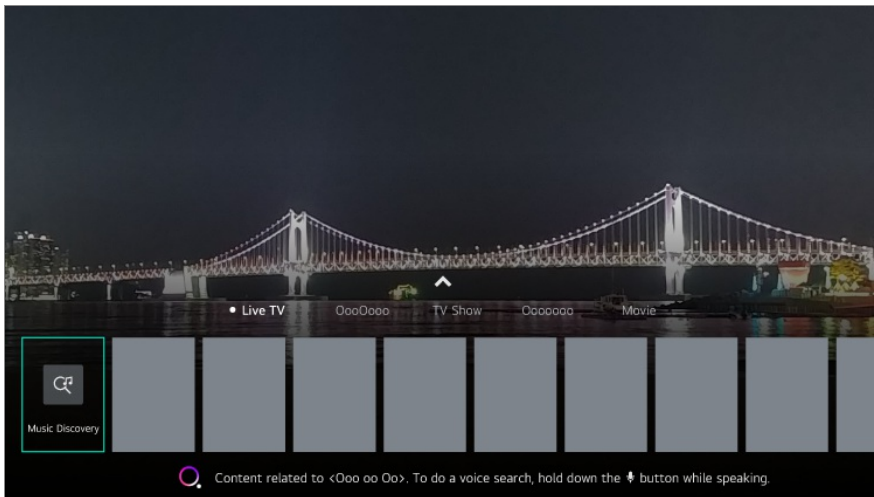 Live TV
OooOooo
TV Show
Ooooooo
Movie
Music Discovery
Content related to <Ooo oo Oo>. To do a voice search, hold down the button while speaking.